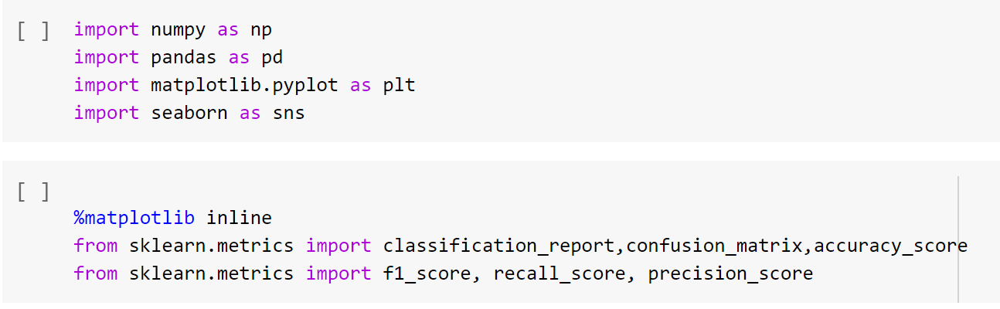 [ ] import numpy as np
import pandas as pd
import matplotlib.pyplot as plt
import seaborn as sns
[ ]
%matplotlib inline
from sklearn.metrics import classification_report,confusion_matrix,accuracy_score
from sklearn.metrics import f1_score, recall_score, precision_score